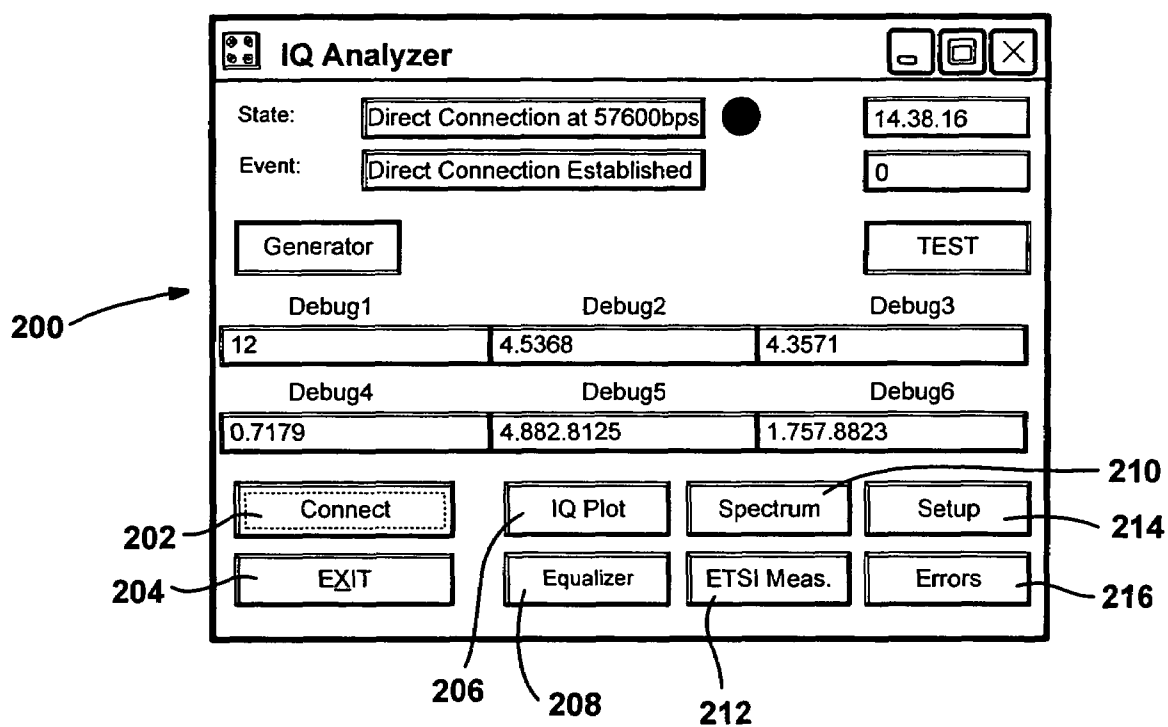 IQ Analyzer
State: Direct Connection at 57600bps 14.38.16
Event: Direct Connection Established 0
Generator TEST
200
Debug1 Debug2 Debug3
12 4.5368 4.3571
Debug4 Debug5 Debug6
0.7179 4.882.8125 1.757.8823
210
Connect IQ Plot Spectrum Setup
202 214
EXIT Equalizer ETSI Meas. Errors
204 216
206 208 212